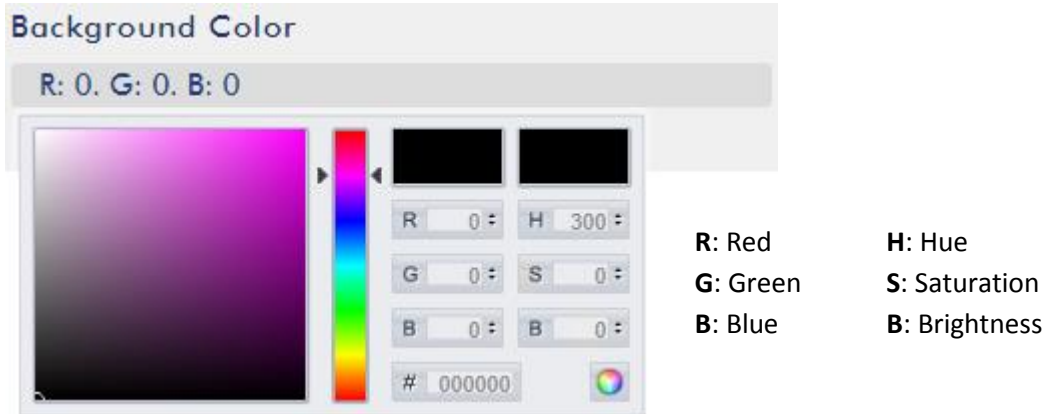 Background Color
R: 0. G: 0. B: 0
R 0 H 300
G 0 S 0
B 0 B 0
# 000000
R: Red H: Hue
G: Green S: Saturation
B: Blue B: Brightness